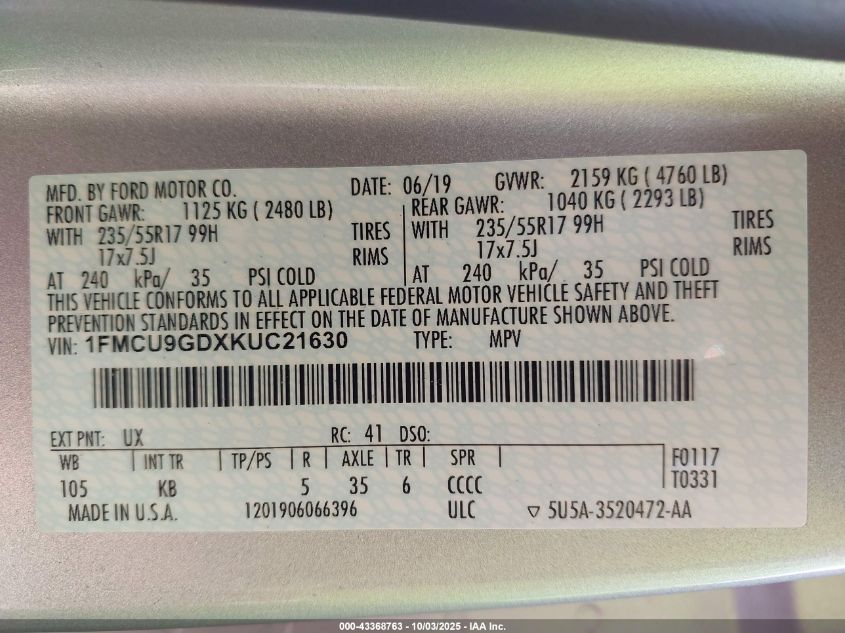 MFD. BY FORD MOTOR CO. DATE: 06/19 GVWR: 2159 KG ( 4760 LB)
FRONT GAWR: 1125 KG ( 2480 LB) REAR GAWR: 1040 KG ( 2293 LB)
WITH 235/55R17 99H TIRES WITH 235/55R17 99H TIRES
17x7.5J RIMS 17x7.5J RIMS
AT 240 kPa/ 35 PSI COLD AT 240 kPa/ 35 PSI COLD
THIS VEHICLE CONFORMS TO ALL APPLICABLE FEDERAL MOTOR VEHICLE SAFETY AND THEFT
PREVENTION STANDARDS IN EFFECT ON THE DATE OF MANUFACTURE SHOWN ABOVE.
VIN: 1FMCU9GDXKUC21630 TYPE: MPV
EXT PNT: UX RC: 41 DSO:
WB INT TR TP/PS R AXLE TR SPR F0117
105 KB 5 35 6 CCCC T0331
MADE IN U.S.A. 1201906066396 ULC ▽ 5U5A-3520472-AA
000-43368763 - 10/03/2025 - IAA Inc.